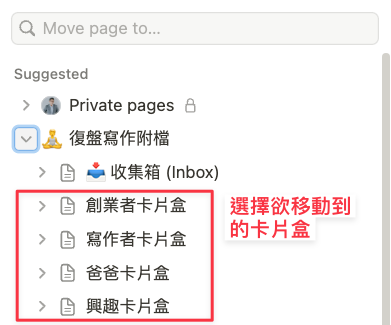 Move page to...
Suggested
Private pages
復盤寫作附檔
收集箱 (Inbox)
創業者卡片盒
寫作者卡片盒
爸爸卡片盒
興趣卡片盒
選擇欲移動到
的卡片盒